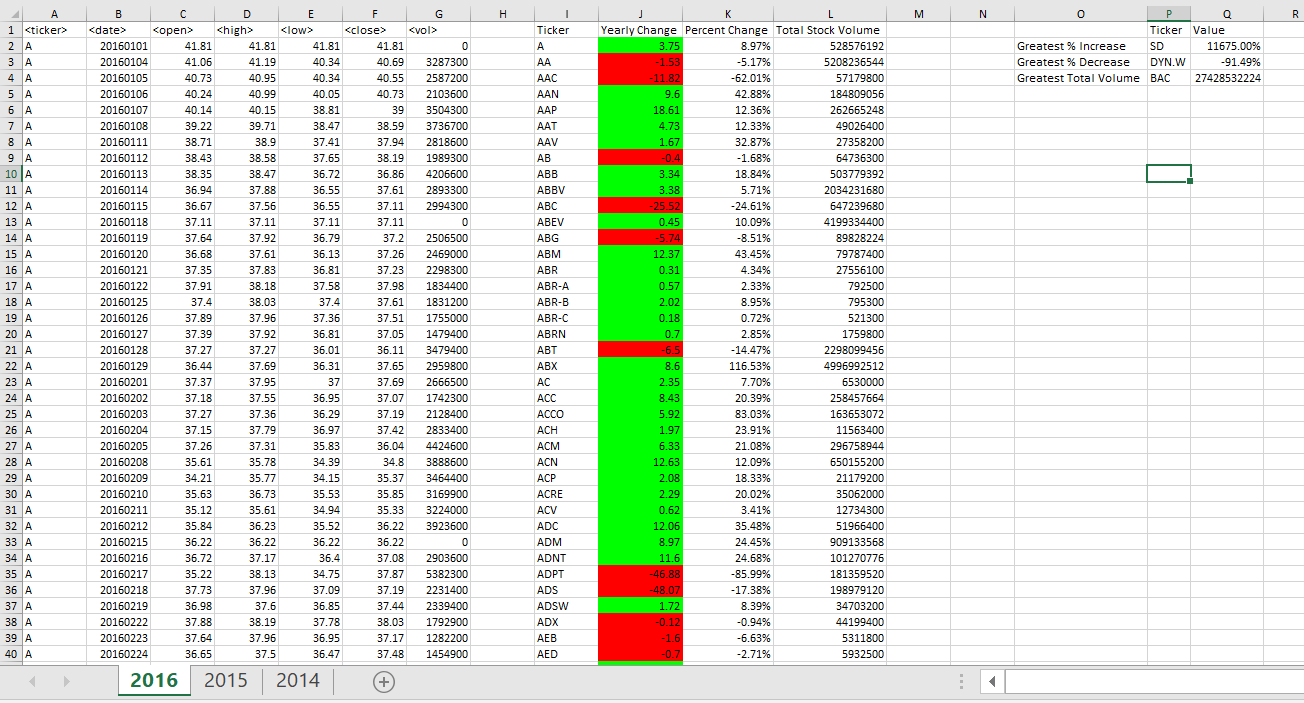 A B C D E F G H I J K L M N O P Q R
1 <ticker> <date> <open> <high> <low> <close> <vol> Ticker Yearly Change Percent Change Total Stock Volume Ticker Value
2 A 20160101 41.81 41.81 41.81 41.81 0 A 3.75 8.97% 528576192 Greatest % Increase SD 11675.00%
3 A 20160104 41.06 41.19 40.34 40.69 3287300 AA -1.53 -5.17% 5208236544 Greatest % Decrease DYN.W -91.49%
4 A 20160105 40.73 40.95 40.34 40.55 2587200 AAC -11.82 -62.01% 57179800 Greatest Total Volume BAC 27428532224
5 A 20160106 40.24 40.99 40.05 40.73 2103600 AAN 9.6 42.88% 184809056
6 A 20160107 40.14 40.15 38.81 39 3504300 AAP 18.61 12.36% 262665248
7 A 20160108 39.22 39.71 38.47 38.59 3736700 AAT 4.73 12.33% 49026400
8 A 20160111 38.71 38.9 37.41 37.94 2818600 AAV 1.67 32.87% 27358200
9 A 20160112 38.43 38.58 37.65 38.19 1989300 AB -0.4 -1.68% 64736300
10 A 20160113 38.35 38.47 36.72 36.86 4206600 ABB 3.34 18.84% 503779392
11 A 20160114 36.94 37.88 36.55 37.61 2893300 ABBV 3.38 5.71% 2034231680
12 A 20160115 36.67 37.56 36.55 37.11 2994300 ABC -25.52 -24.61% 647239680
13 A 20160118 37.11 37.11 37.11 37.11 0 ABEV 0.45 10.09% 4199334400
14 A 20160119 37.64 37.92 36.79 37.2 2506500 ABG -5.74 -8.51% 89828224
15 A 20160120 36.68 37.61 36.13 37.26 2469000 ABM 12.37 43.45% 79787400
16 A 20160121 37.35 37.83 36.81 37.23 2298300 ABR 0.31 4.34% 27556100
17 A 20160122 37.91 38.18 37.58 37.98 1834400 ABR-A 0.57 2.33% 792500
18 A 20160125 37.4 38.03 37.4 37.61 1831200 ABR-B 2.02 8.95% 795300
19 A 20160126 37.89 37.96 37.36 37.51 1755000 ABR-C 0.18 0.72% 521300
20 A 20160127 37.39 37.92 36.81 37.05 1479400 ABRN 0.7 2.85% 1759800
21 A 20160128 37.27 37.27 36.01 36.11 3479400 ABT -6.5 -14.47% 2298099456
22 A 20160129 36.44 37.69 36.31 37.65 2959800 ABX 8.6 116.53% 4996992512
23 A 20160201 37.37 37.95 37 37.69 2666500 AC 2.35 7.70% 6530000
24 A 20160202 37.18 37.55 36.95 37.07 1742300 ACC 8.43 20.39% 258457664
25 A 20160203 37.27 37.36 36.29 37.19 2128400 ACCO 5.92 83.03% 163653072
26 A 20160204 37.15 37.79 36.97 37.42 2833400 ACH 1.97 23.91% 11563400
27 A 20160205 37.26 37.31 35.83 36.04 4424600 ACM 6.33 21.08% 296758944
28 A 20160208 35.61 35.78 34.39 34.8 3888600 ACN 12.63 12.09% 650155200
29 A 20160209 34.21 35.77 34.15 35.37 3464400 ACP 2.08 18.33% 21179200
30 A 20160210 35.63 36.73 35.53 35.85 3169900 ACRE 2.29 20.02% 35062000
31 A 20160211 35.12 35.61 34.94 35.33 3224000 ACV 0.62 3.41% 12734300
32 A 20160212 35.84 36.23 35.52 36.22 3923600 ADC 12.06 35.48% 51966400
33 A 20160215 36.22 36.22 36.22 36.22 0 ADM 8.97 24.45% 909133568
34 A 20160216 36.72 37.17 36.4 37.08 2903600 ADNT 11.6 24.68% 101270776
35 A 20160217 35.22 38.13 34.75 37.87 5382300 ADPT -46.88 -85.99% 181359520
36 A 20160218 37.73 37.96 37.09 37.19 2231400 ADS -48.07 -17.38% 198979120
37 A 20160219 36.98 37.6 36.85 37.44 2339400 ADSW 1.72 8.39% 34703200
38 A 20160222 37.88 38.19 37.78 38.03 1792900 ADX -0.12 -0.94% 44199400
39 A 20160223 37.64 37.96 36.95 37.17 1282200 AEB -1.6 -6.63% 5311800
40 A 20160224 36.65 37.5 36.47 37.48 1454900 AED -0.7 -2.71% 5932500
2016 2015 2014